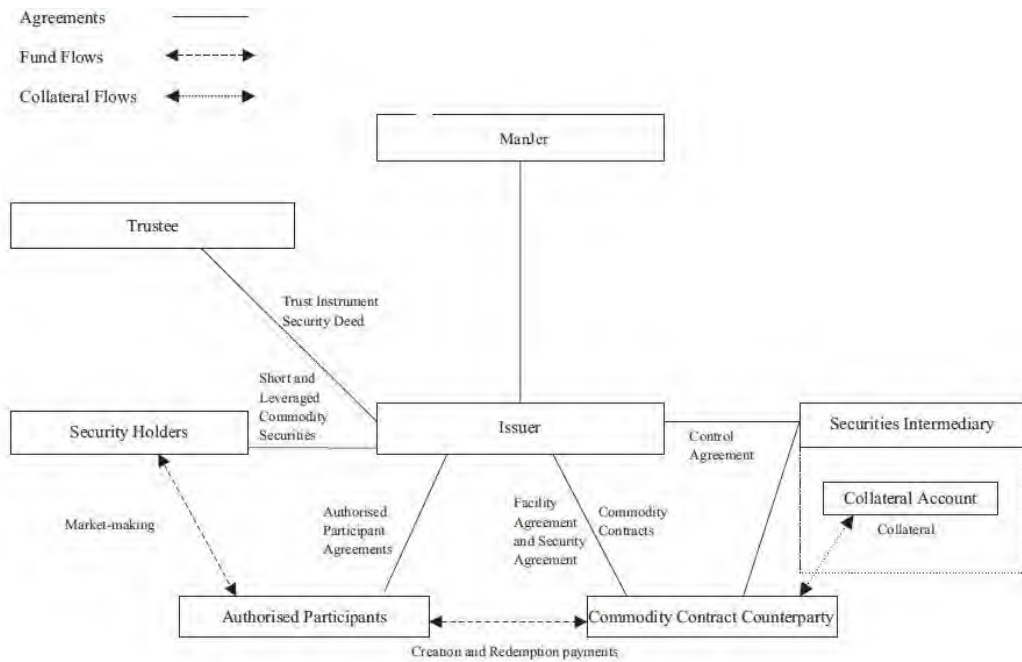 Agreements
Fund Flows
Collateral Flows
ManJer
Trustee
Trust Instrument
Security Deed
Short and
Leveraged
Commodity
Securities
Security Holders
Issuer
Securities Intermediary
Control
Agreement
Collateral Account
Collateral
Market-making
Authorised
Participant
Agreements
Facility
Agreement
and Security
Agreement
Commodity
Contracts
Authorised Participants
Commodity Contract Counterparty
Creation and Redemption payments